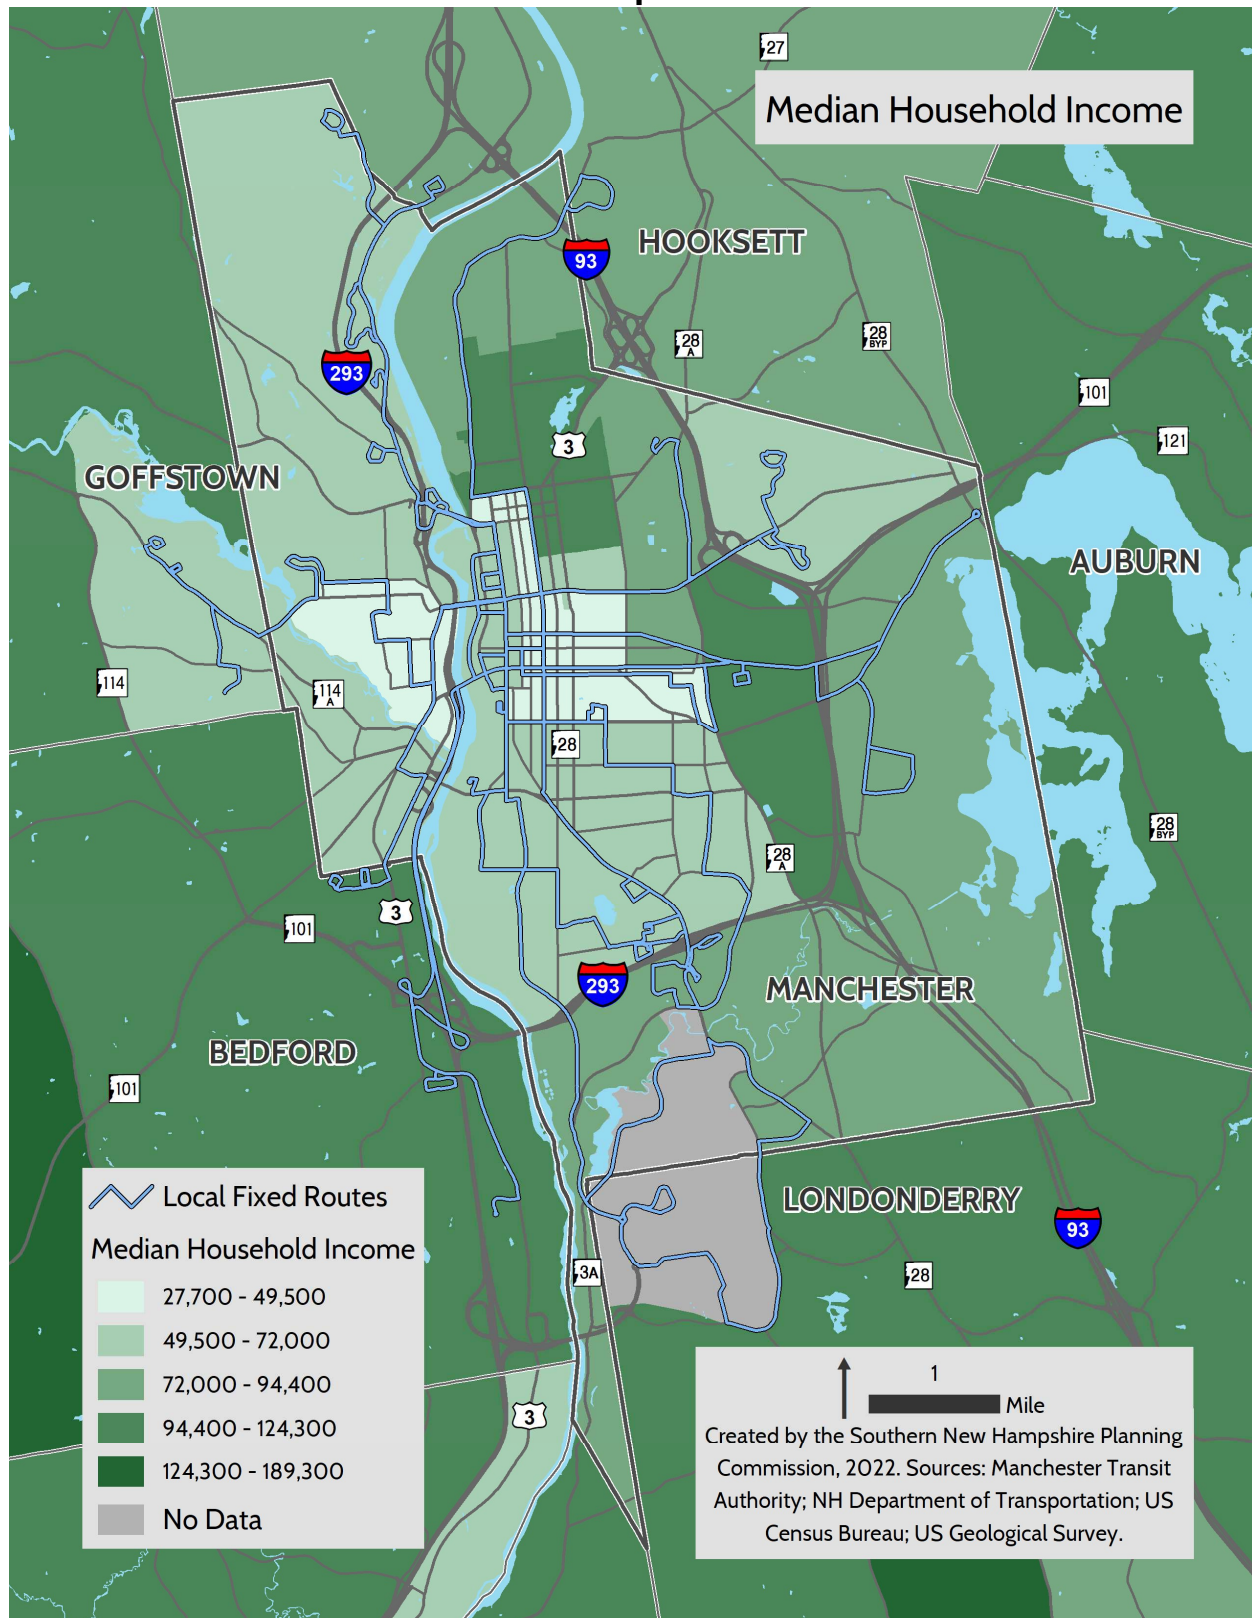 27
Median Household Income
HOOKSETT
93
28
A
28
BYP
293
101
3
121
GOFFSTOWN
AUBURN
114
114
A
28
28
BYP
28
A
3
101
293
MANCHESTER
BEDFORD
101
Local Fixed Routes
LONDONDERRY
93
Median Household Income
3A
28
27,700 - 49,500
49,500 - 72,000
72,000 - 94,400
94,400 - 124,300
124,300 - 189,300
No Data
3
1
Mile
Created by the Southern New Hampshire Planning
Commission, 2022. Sources: Manchester Transit
Authority; NH Department of Transportation; US
Census Bureau; US Geological Survey.